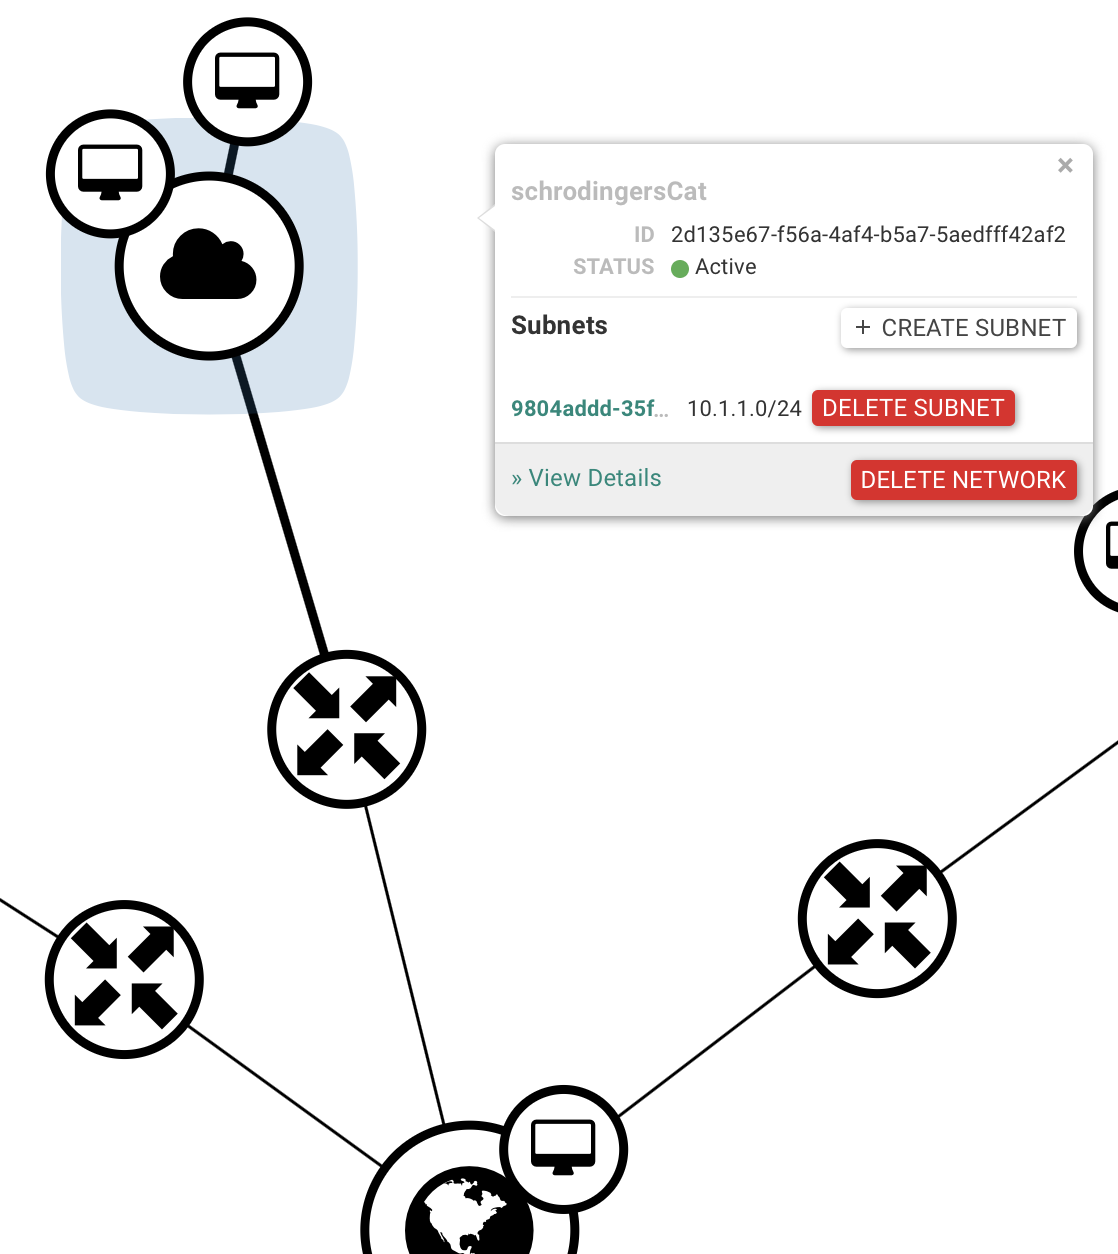 ×
schrodingersCat
ID 2d135e67-f56a-4af4-b5a7-5aedfff42af2
STATUS Active
Subnets + CREATE SUBNET
9804addd-35f... 10.1.1.0/24 DELETE SUBNET
» View Details DELETE NETWORK